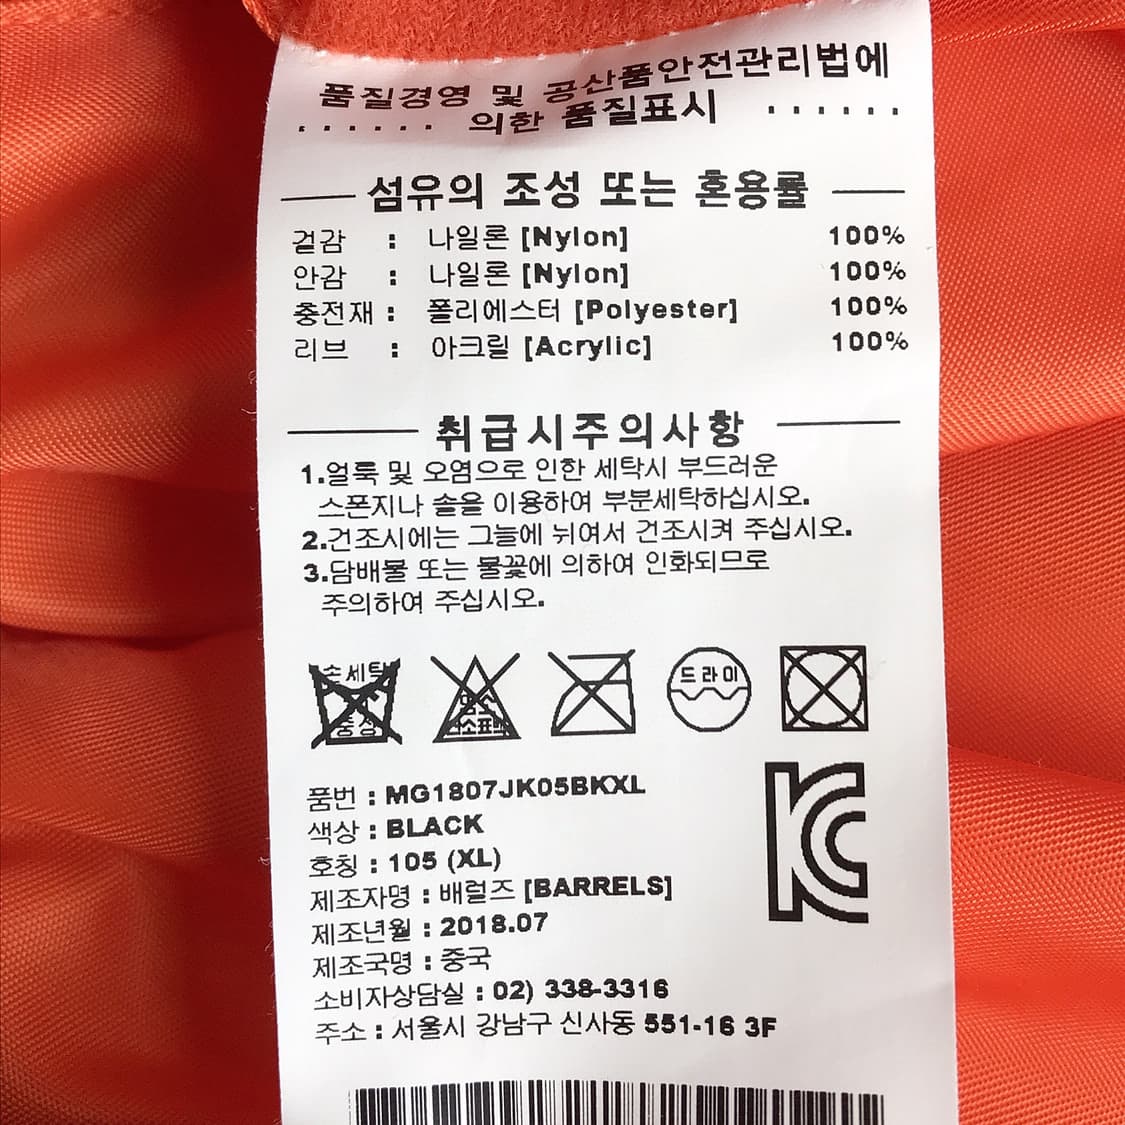 품질경영 및 공산품안전관리법에
...... 의한 품질표시 ......
섬유의 조성 또는 혼용률
겉감 : 나일론 [Nylon] 100%
안감 : 나일론 [Nylon] 100%
충전재 : 폴리에스터 [Polyester] 100%
리브 : 아크릴 [Acrylic] 100%
취급시주의사항
1.얼룩 및 오염으로 인한 세탁시 부드러운
스폰지나 솔을 이용하여 부분세탁하십시오.
2.건조시에는 그늘에 뉘여서 건조시켜 주십시오.
3.담배불 또는 불꽃에 의하여 인화되므로
주의하여 주십시오.
손세탁 중성 염소 산소표백 드라이
품번 : MG1807JK05BKXL
색상 : BLACK
호칭 : 105 (XL)
제조자명 : 배럴즈 [BARRELS]
제조년월 : 2018.07
제조국명 : 중국
소비자상담실 : 02) 338-3316
주소 : 서울시 강남구 신사동 551-16 3F
KC